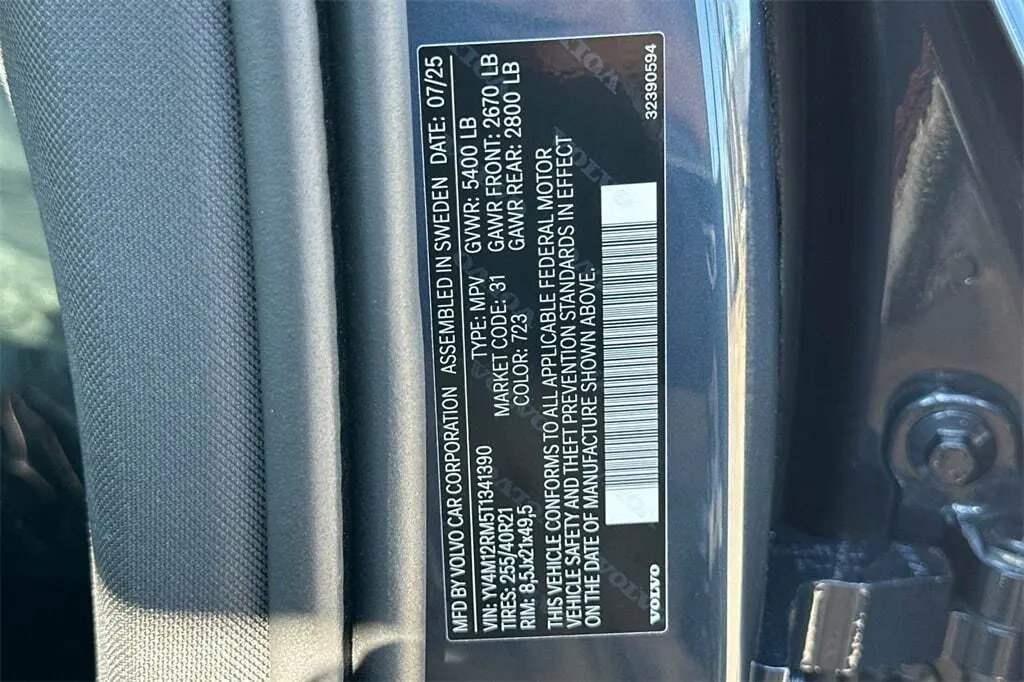 MFD BY VOLVO CAR CORPORATION ASSEMBLED IN SWEDEN DATE: 07/25
VIN: YV4M12RM5T1341390 TYPE: MPV GVWR: 5400 LB
TIRES: 255/40R21 MARKET CODE: 31 GAWR FRONT: 2670 LB
RIM: 8,5Jx21x49,5 COLOR: 723 GAWR REAR: 2800 LB
THIS VEHICLE CONFORMS TO ALL APPLICABLE FEDERAL MOTOR
VEHICLE SAFETY AND THEFT PREVENTION STANDARDS IN EFFECT
ON THE DATE OF MANUFACTURE SHOWN ABOVE.
VOLVO 32390594